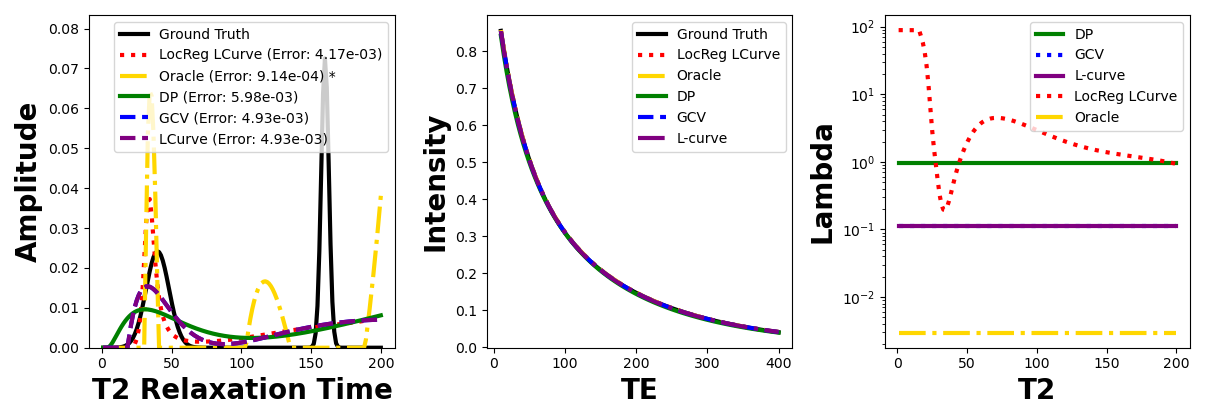 Amplitude
0.08
0.07
0.06
0.05
0.04
0.03
0.02
0.01
0.00
Ground Truth
LocReg LCurve (Error: 4.17e-03)
Oracle (Error: 9.14e-04) *
DP (Error: 5.98e-03)
GCV (Error: 4.93e-03)
LCurve (Error: 4.93e-03)
0 50 100 150 200
T2 Relaxation Time
Intensity
0.8
0.7
0.6
0.5
0.4
0.3
0.2
0.1
0.0
Ground Truth
LocReg LCurve
Oracle
DP
GCV
L-curve
0 100 200 300 400
TE
Lambda
10²
10¹
10⁰
10⁻¹
10⁻²
DP
GCV
L-curve
LocReg LCurve
Oracle
0 50 100 150 200
T2